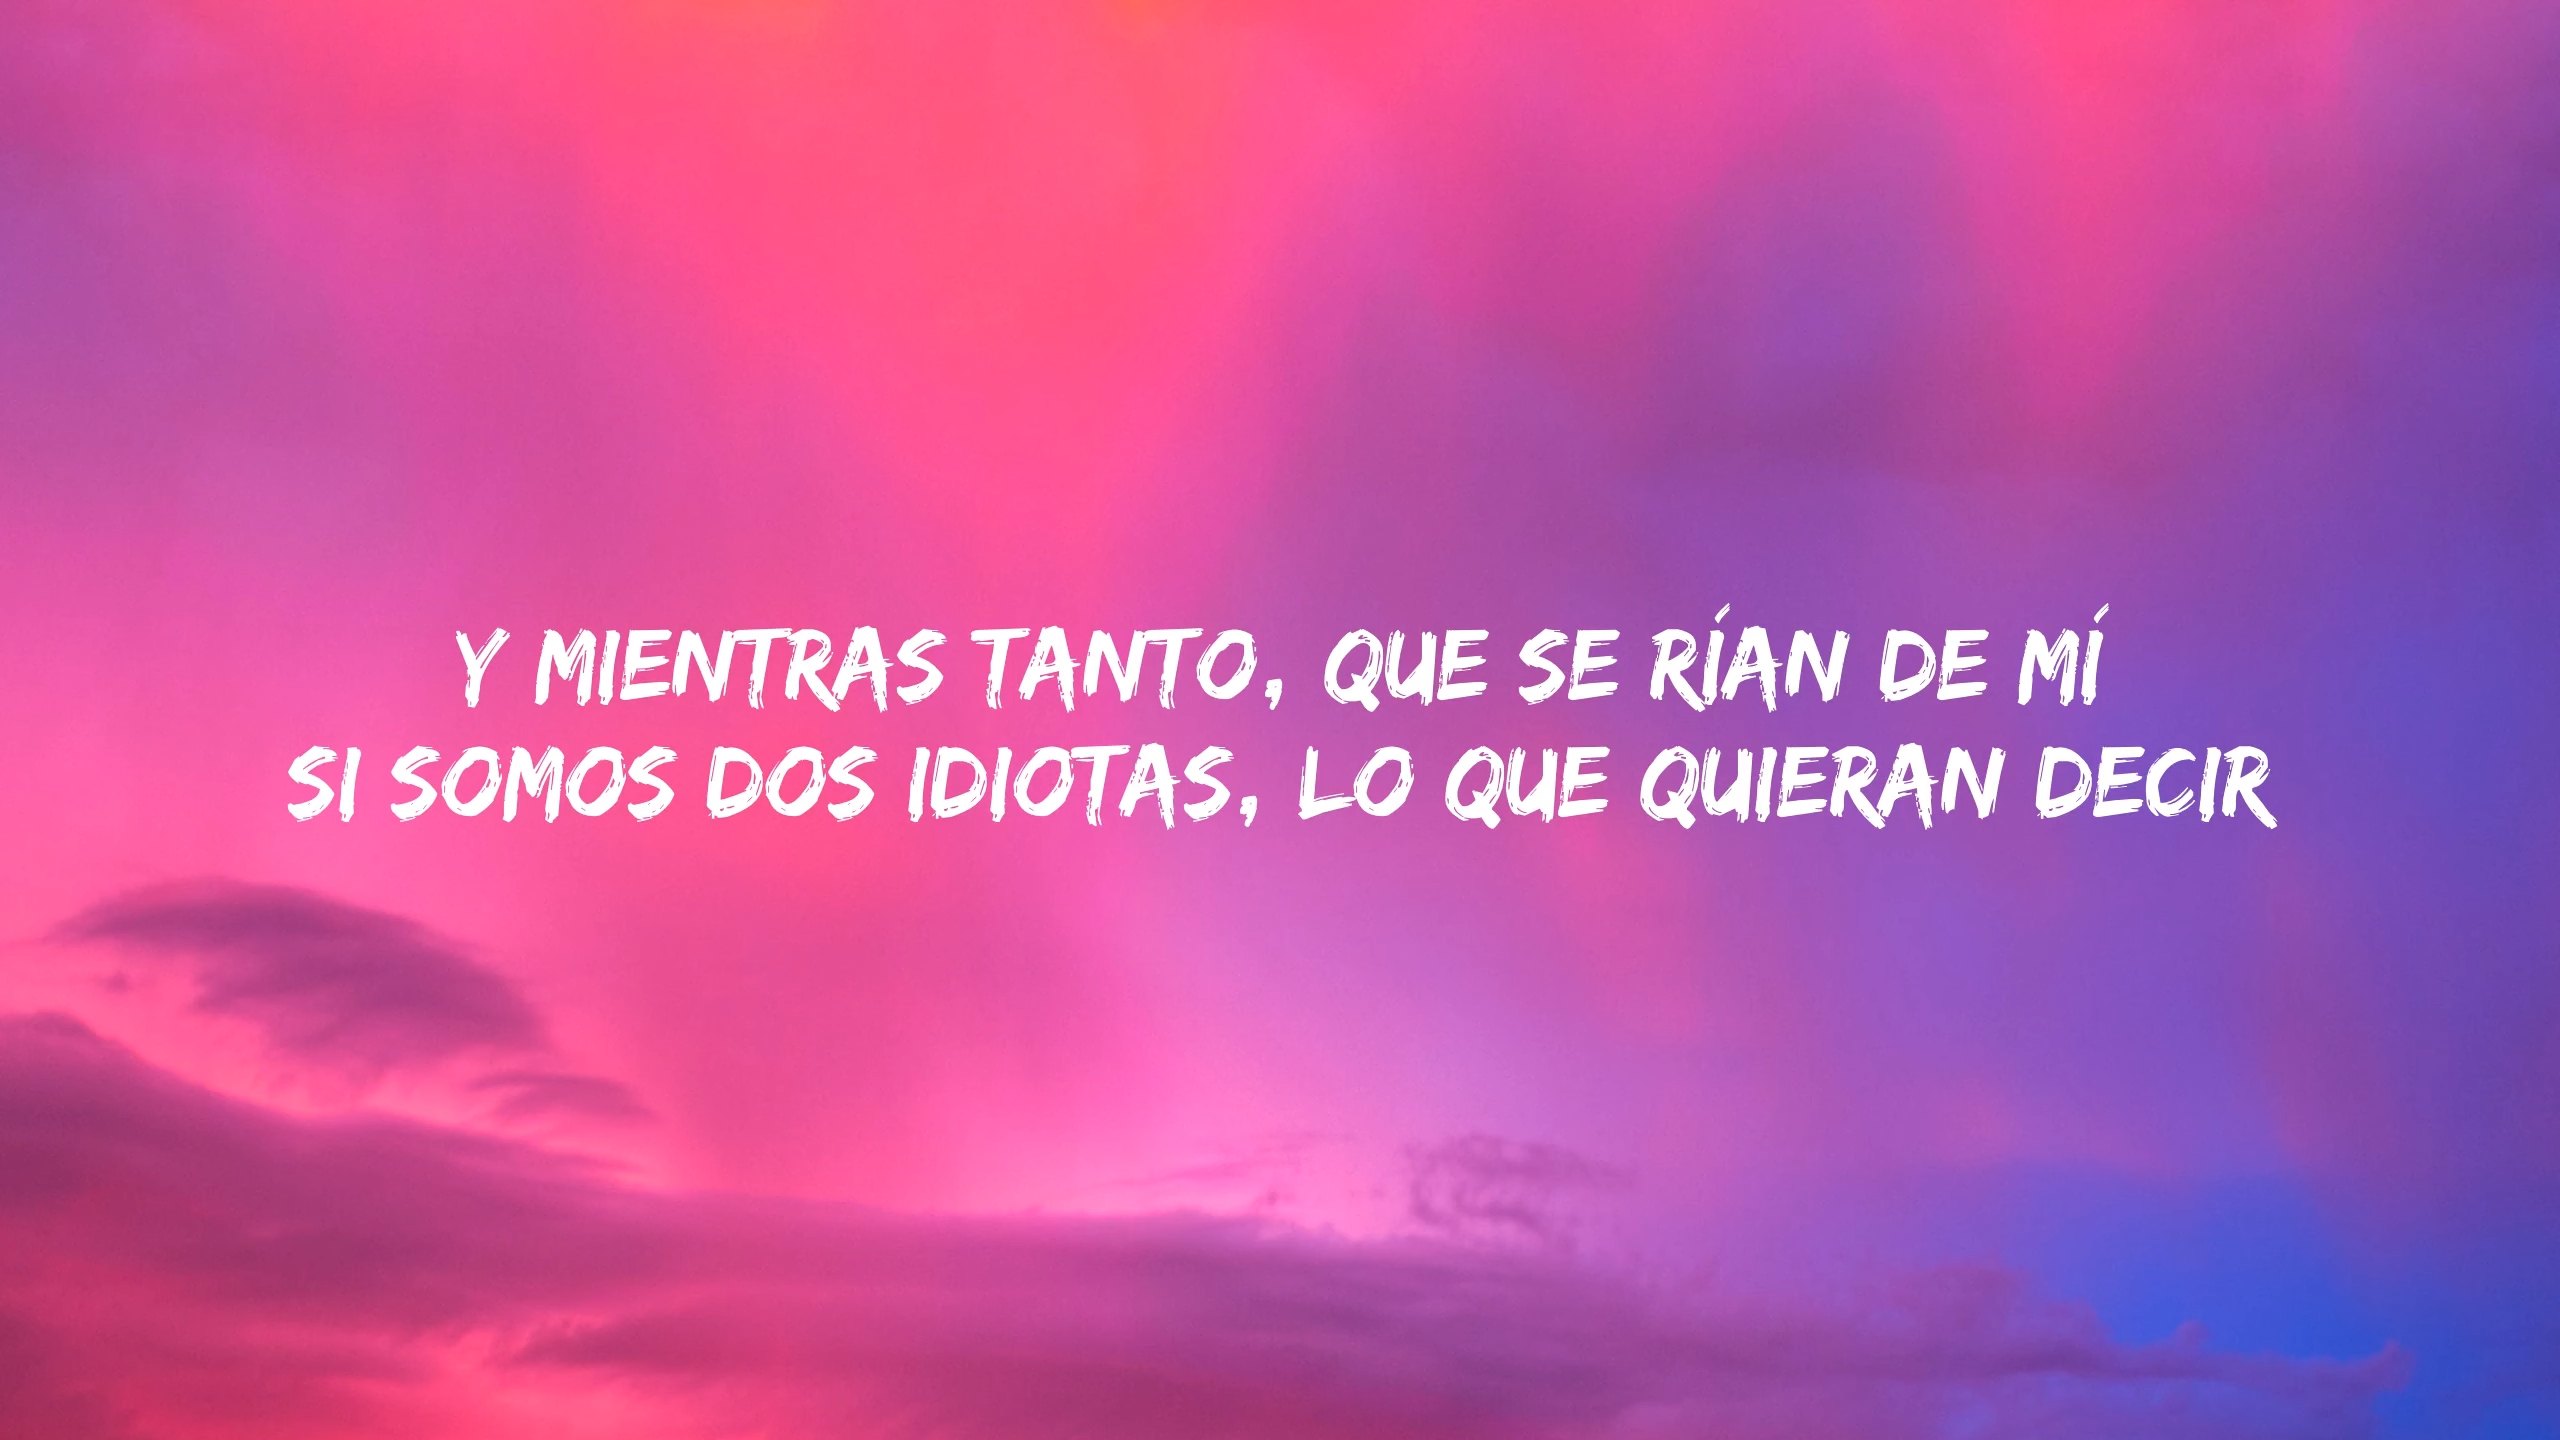 Y MIENTRAS TANTO, QUE SE RÍAN DE MÍ
SI SOMOS DOS IDIOTAS, LO QUE QUIERAN DECIR